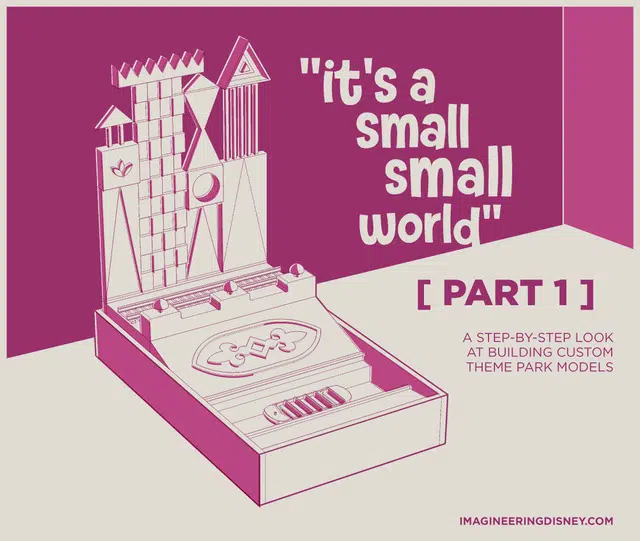 "it's a
small
small
world"
[ PART 1 ]
A STEP-BY-STEP LOOK
AT BUILDING CUSTOM
THEME PARK MODELS
IMAGINEERINGDISNEY.COM